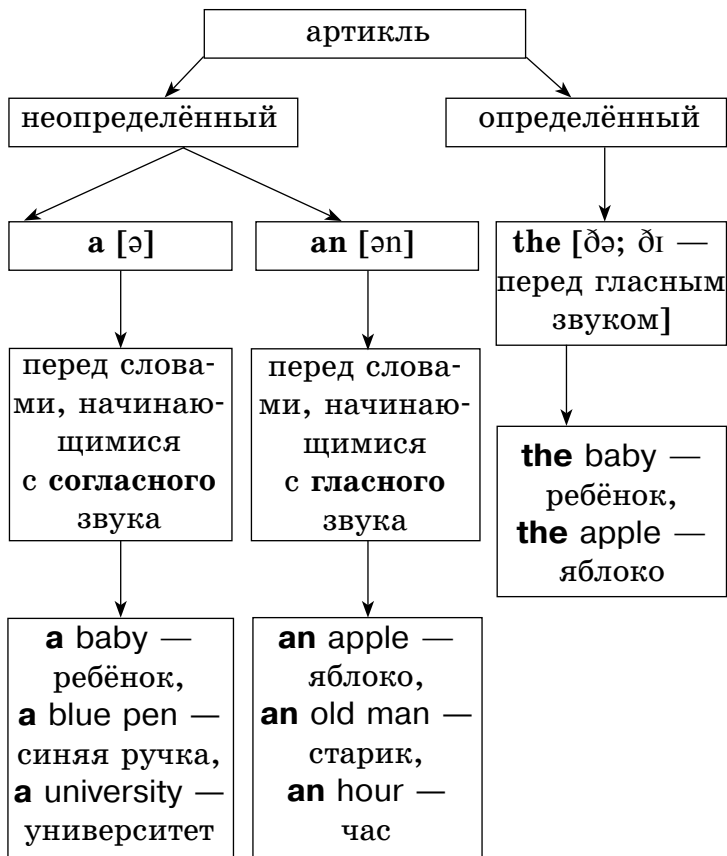 артикль
неопределённый
определённый
a [ə]
an [ən]
the [ðə; ðɪ —
перед гласным
звуком]
перед слова-
ми, начинаю-
щимися
с согласного
звука
перед слова-
ми, начинаю-
щимися
с гласного
звука
the baby —
ребёнок,
the apple —
яблоко
a baby —
ребёнок,
a blue pen —
синяя ручка,
a university —
университет
an apple —
яблоко,
an old man —
старик,
an hour —
час